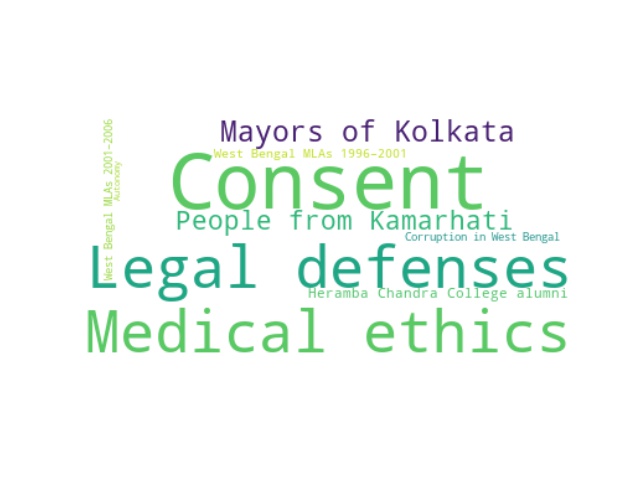 Mayors of Kolkata
West Bengal MLAs 1996–2001
Consent
People from Kamarhati
Corruption in West Bengal
Legal defenses
Heramba Chandra College alumni
Medical ethics
West Bengal MLAs 2001–2006
Autonomy